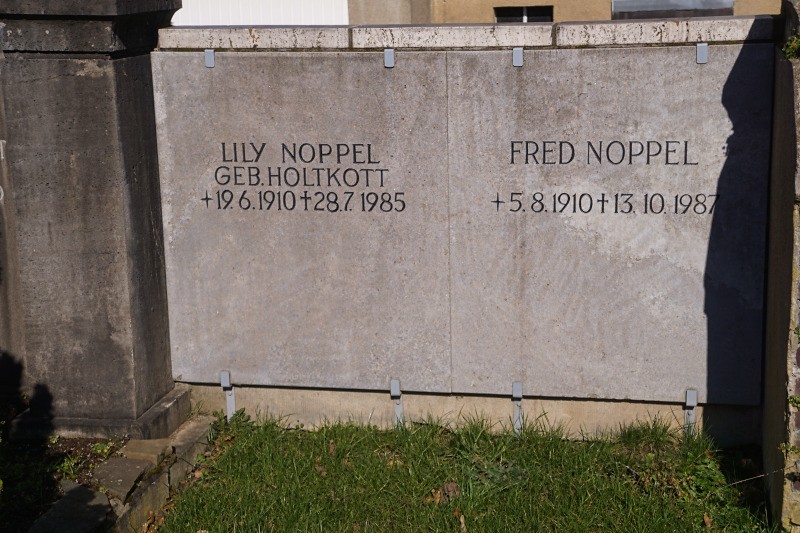 LILY NOPPEL
GEB. HOLTKOTT
+19.6.1910†28.7.1985
FRED NOPPEL
+5.8.1910†13.10.1987